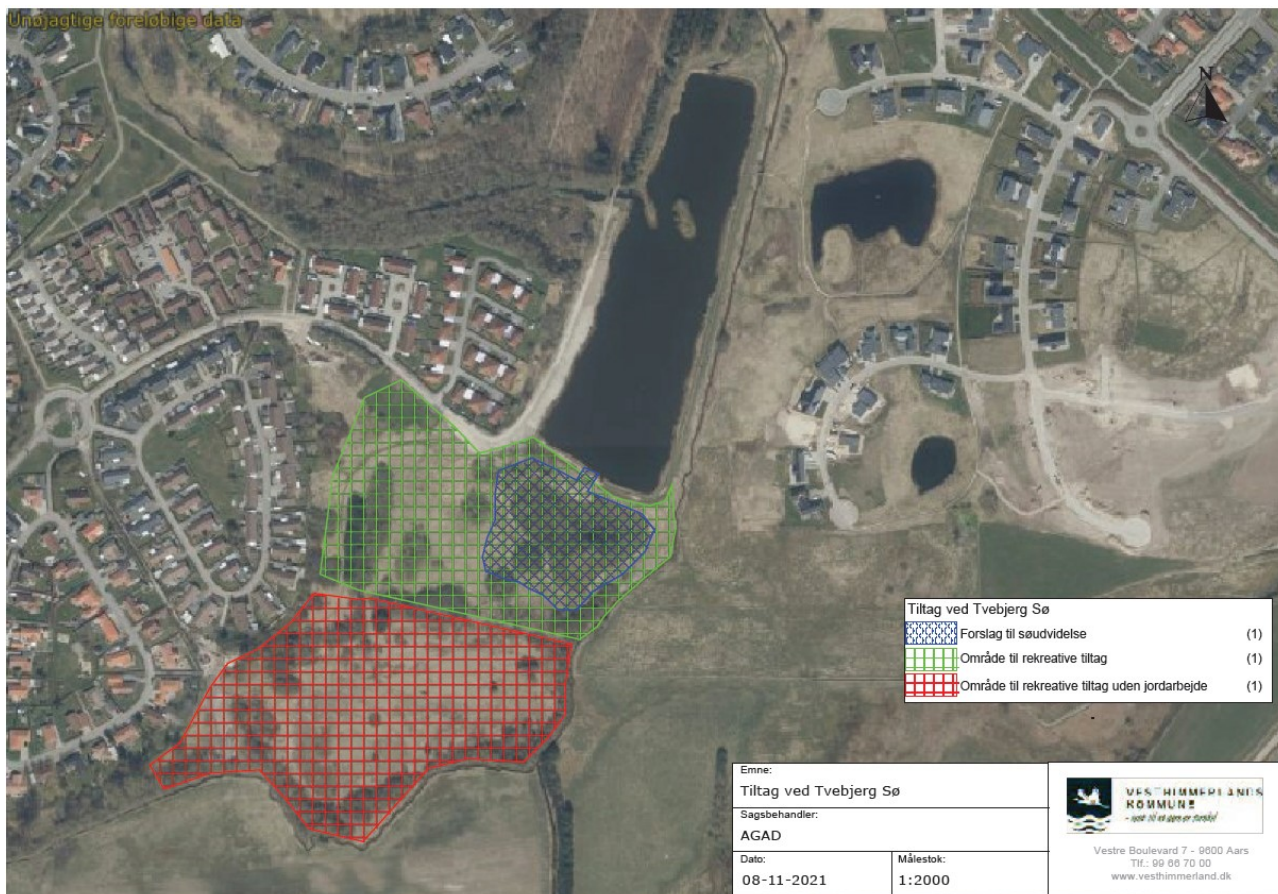 Unøjagtige foreløbige data
N
Tiltag ved Tvebjerg Sø
Forslag til søudvidelse (1)
Område til rekreative tiltag (1)
Område til rekreative tiltag uden jordarbejde (1)
Emne:
Tiltag ved Tvebjerg Sø
Sagsbehandler:
AGAD
Dato:
08-11-2021
Målestok:
1:2000
VESTHIMMERLANDS
KOMMUNE
Vestre Boulevard 7 - 9600 Aars
Tlf.: 99 66 70 00
www.vesthimmerland.dk